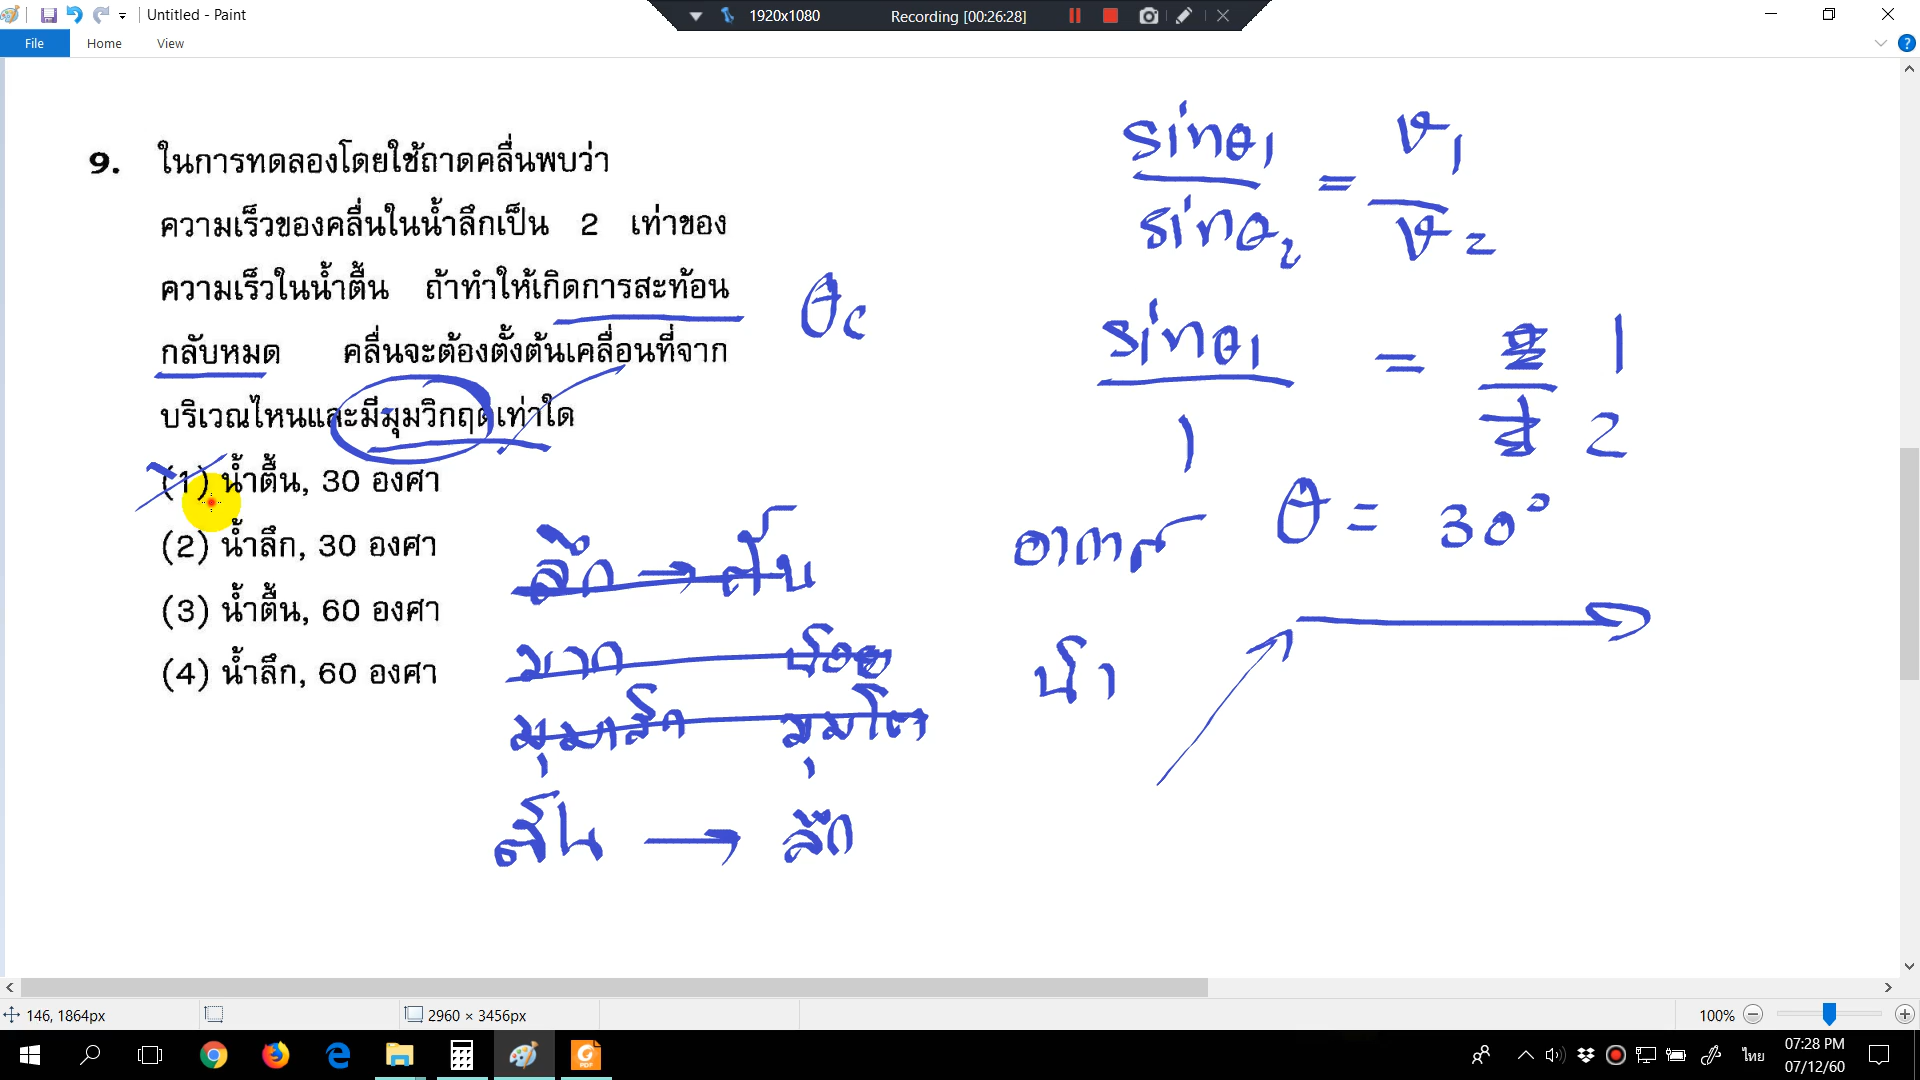 Untitled - Paint
1920x1080
Recording [00:26:28]
File
Home
View
9. ในการทดลองโดยใช้ถาดคลื่นพบว่า
ความเร็วของคลื่นในน้ำลึกเป็น 2 เท่าของ
ความเร็วในน้ำตื้น ถ้าทำให้เกิดการสะท้อน
กลับหมด คลื่นจะต้องตั้งต้นเคลื่อนที่จาก
บริเวณไหนและมีมุมวิกฤตเท่าใด
(1) น้ำตื้น, 30 องศา
(2) น้ำลึก, 30 องศา
(3) น้ำตื้น, 60 องศา
(4) น้ำลึก, 60 องศา
θc
sinθ1 = v1
sinθ2 v2
sinθ1 = 1
1 2
θ = 30°
อากาศ
น้ำ
ลึก → ตื้น
มาก น้อย
ตื้น → ลึก
146, 1864px
2960 × 3456px
100%
ไทย
07:28 PM
07/12/60